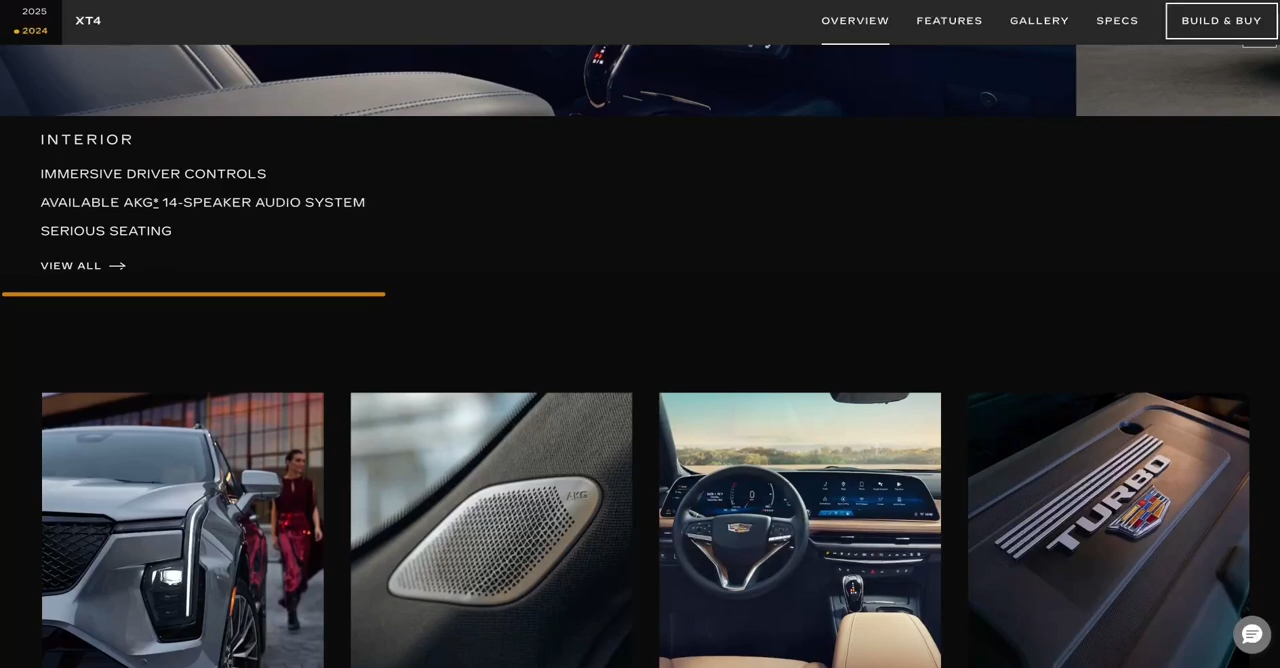 2025
2024
XT4
OVERVIEW
FEATURES
GALLERY
SPECS
BUILD & BUY
INTERIOR
IMMERSIVE DRIVER CONTROLS
AVAILABLE AKG* 14-SPEAKER AUDIO SYSTEM
SERIOUS SEATING
VIEW ALL
AKG
TURBO